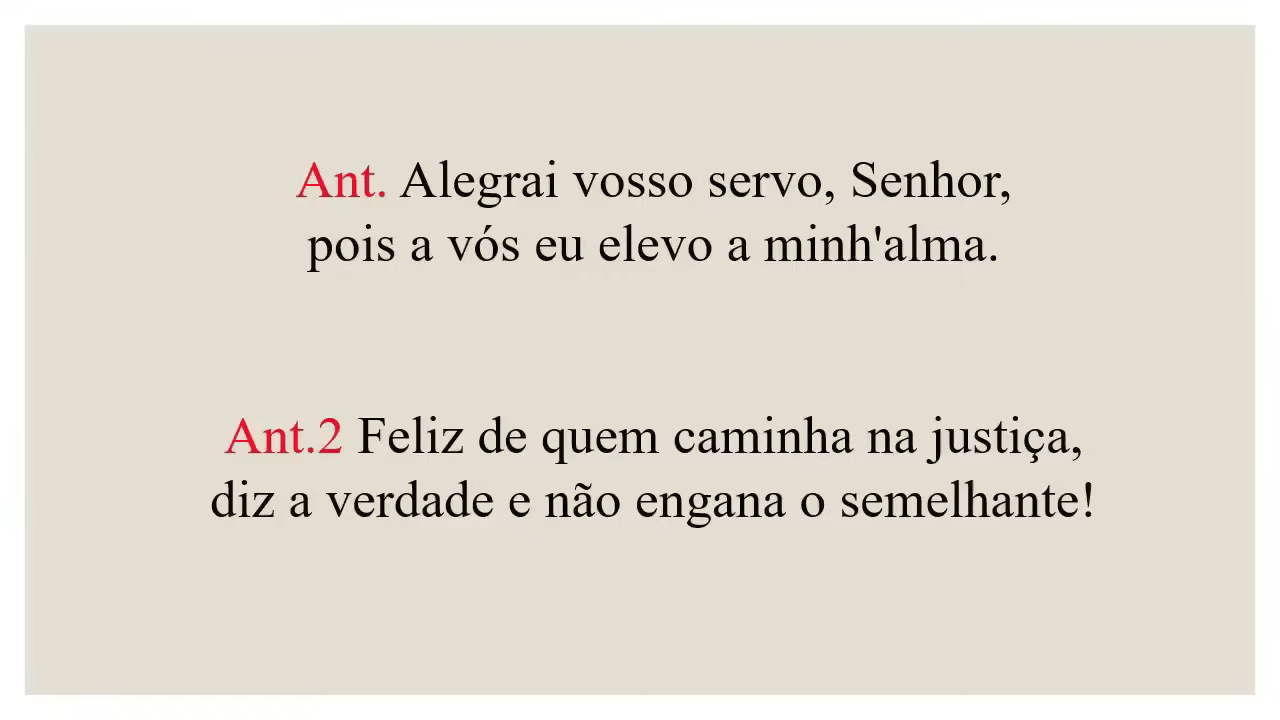 Ant. Alegrai vosso servo, Senhor,
pois a vós eu elevo a minh'alma.
Ant.2 Feliz de quem caminha na justiça,
diz a verdade e não engana o semelhante!